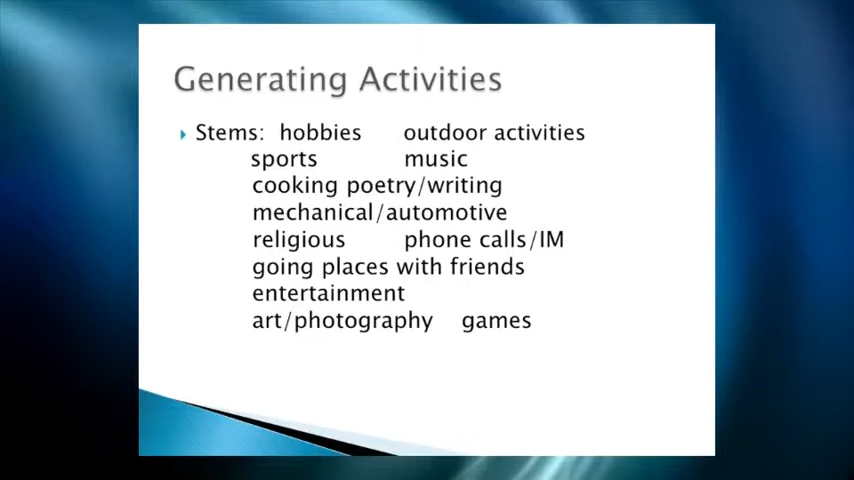 Generating Activities
Stems: hobbies outdoor activities
sports music
cooking poetry/writing
mechanical/automotive
religious phone calls/IM
going places with friends
entertainment
art/photography games